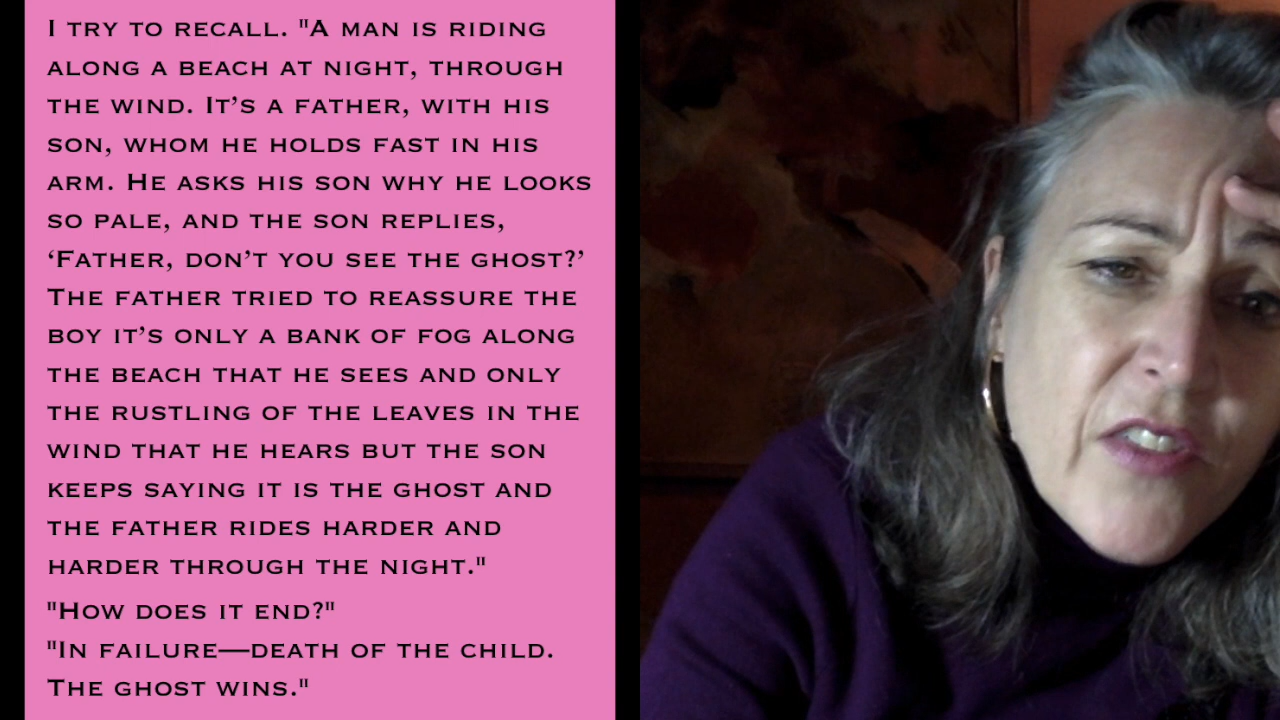 I TRY TO RECALL. "A MAN IS RIDING
ALONG A BEACH AT NIGHT, THROUGH
THE WIND. IT’S A FATHER, WITH HIS
SON, WHOM HE HOLDS FAST IN HIS
ARM. HE ASKS HIS SON WHY HE LOOKS
SO PALE, AND THE SON REPLIES,
‘FATHER, DON’T YOU SEE THE GHOST?’
THE FATHER TRIED TO REASSURE THE
BOY IT’S ONLY A BANK OF FOG ALONG
THE BEACH THAT HE SEES AND ONLY
THE RUSTLING OF THE LEAVES IN THE
WIND THAT HE HEARS BUT THE SON
KEEPS SAYING IT IS THE GHOST AND
THE FATHER RIDES HARDER AND
HARDER THROUGH THE NIGHT."
"HOW DOES IT END?"
"IN FAILURE—DEATH OF THE CHILD.
THE GHOST WINS."